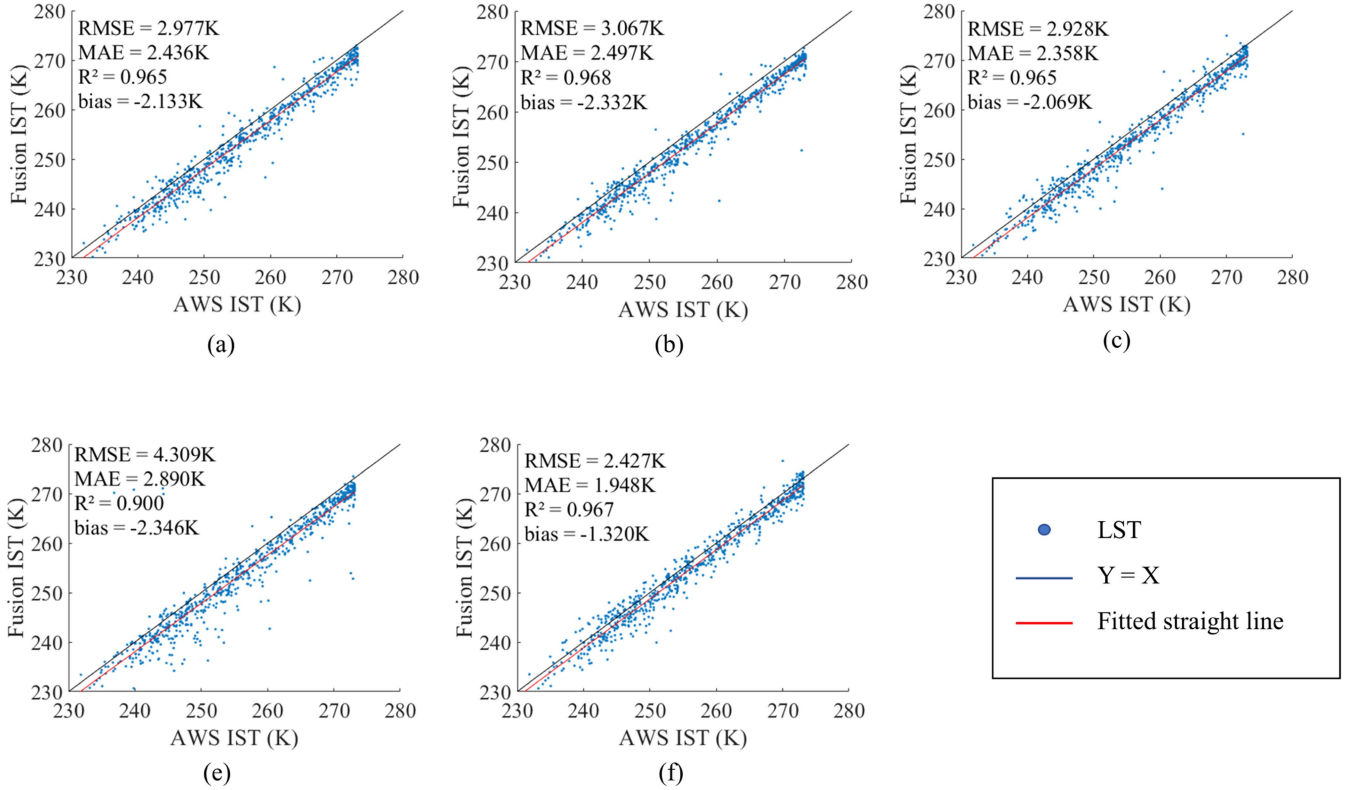 280
270
260
250
240
230
Fusion IST (K)
RMSE = 2.977K
MAE = 2.436K
R² = 0.965
bias = -2.133K
230 240 250 260 270 280
AWS IST (K)
(a)
280
270
260
250
240
230
Fusion IST (K)
RMSE = 3.067K
MAE = 2.497K
R² = 0.968
bias = -2.332K
230 240 250 260 270 280
AWS IST (K)
(b)
280
270
260
250
240
230
Fusion IST (K)
RMSE = 2.928K
MAE = 2.358K
R² = 0.965
bias = -2.069K
230 240 250 260 270 280
AWS IST (K)
(c)
280
270
260
250
240
230
Fusion IST (K)
RMSE = 4.309K
MAE = 2.890K
R² = 0.900
bias = -2.346K
230 240 250 260 270 280
AWS IST (K)
(e)
280
270
260
250
240
230
Fusion IST (K)
RMSE = 2.427K
MAE = 1.948K
R² = 0.967
bias = -1.320K
230 240 250 260 270 280
AWS IST (K)
(f)
LST
Y = X
Fitted straight line